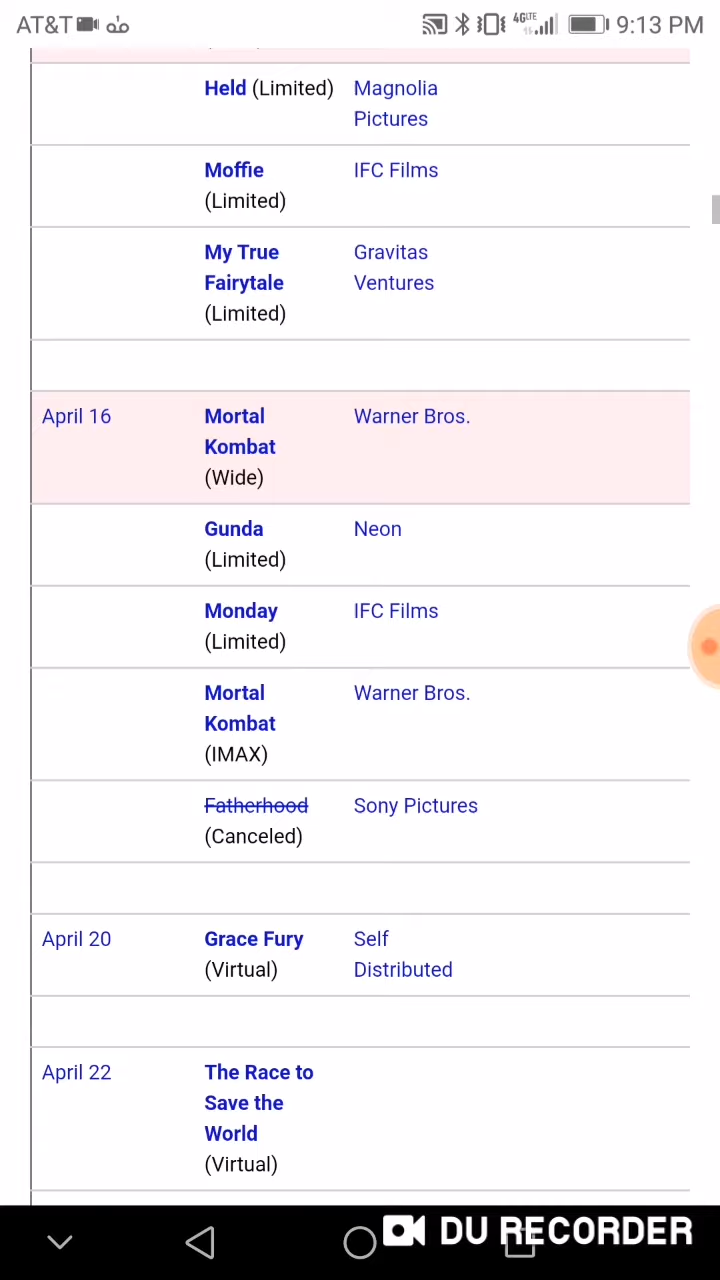 AT&T 4G LTE 9:13 PM
Held (Limited) Magnolia
Pictures
Moffie IFC Films
(Limited)
My True Gravitas
Fairytale Ventures
(Limited)
April 16 Mortal Warner Bros.
Kombat
(Wide)
Gunda Neon
(Limited)
Monday IFC Films
(Limited)
Mortal Warner Bros.
Kombat
(IMAX)
Fatherhood Sony Pictures
(Canceled)
April 20 Grace Fury Self
(Virtual) Distributed
April 22 The Race to
Save the
World
(Virtual)
DU RECORDER